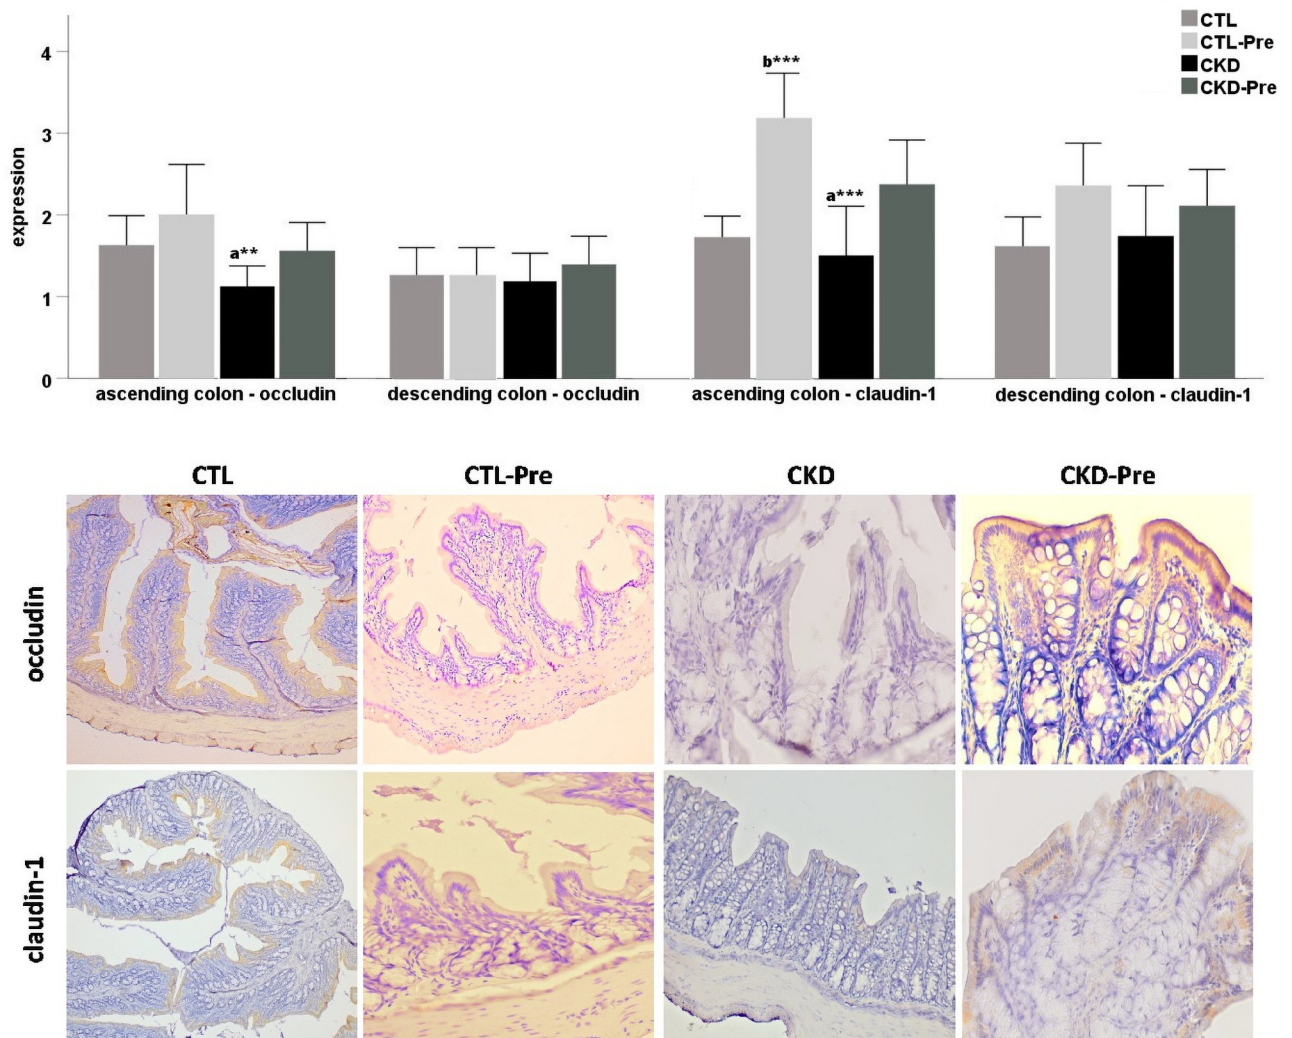 CTL
CTL-Pre
CKD
CKD-Pre
expression
4
3
2
1
0
a**
b***
a***
ascending colon - occludin
descending colon - occludin
ascending colon - claudin-1
descending colon - claudin-1
CTL
CTL-Pre
CKD
CKD-Pre
occludin
claudin-1